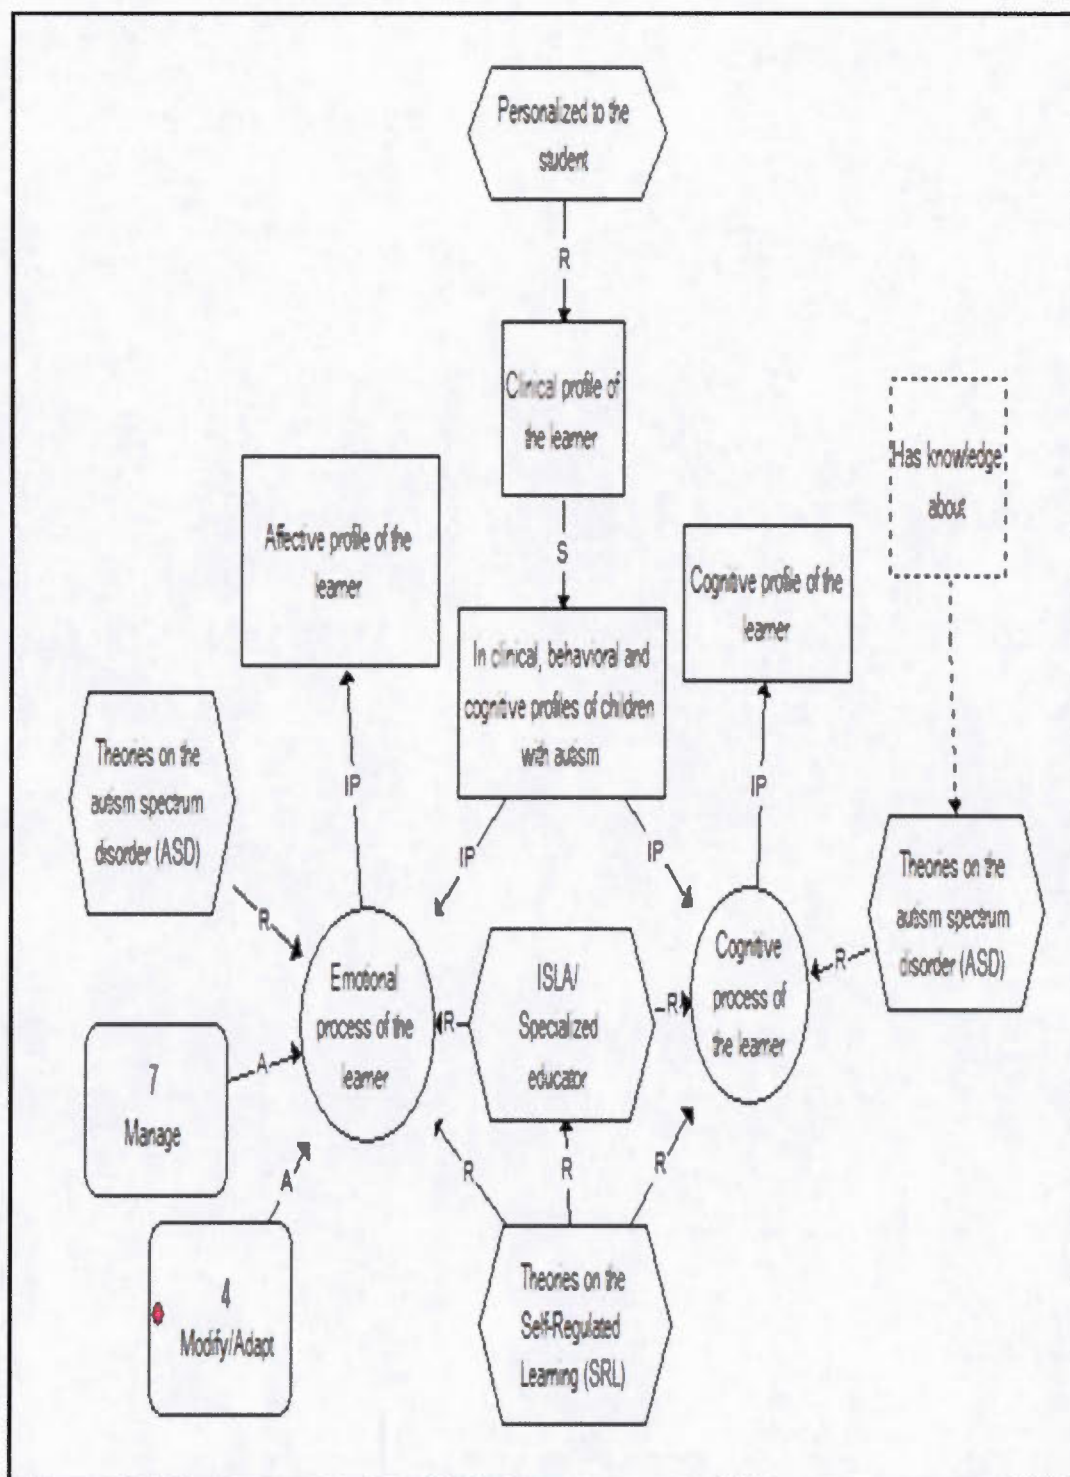 Personalized to the
student
R
Clinical profile of
the learner
Has knowledge
about
Affective profile of the
learner
S
Cognitive profile of the
learner
In clinical, behavioral and
cognitive profiles of children
with autism
Theories on the
autism spectrum
disorder (ASD)
IP
IP
IP
IP
Theories on the
autism spectrum
disorder (ASD)
R
Emotional
process of the
learner
R
ISLA/
Specialized
educator
R
Cognitive
process of
the learner
R
7
Manage
A
A
R
R
R
4
Modify/Adapt
Theories on the
Self-Regulated
Learning (SRL)